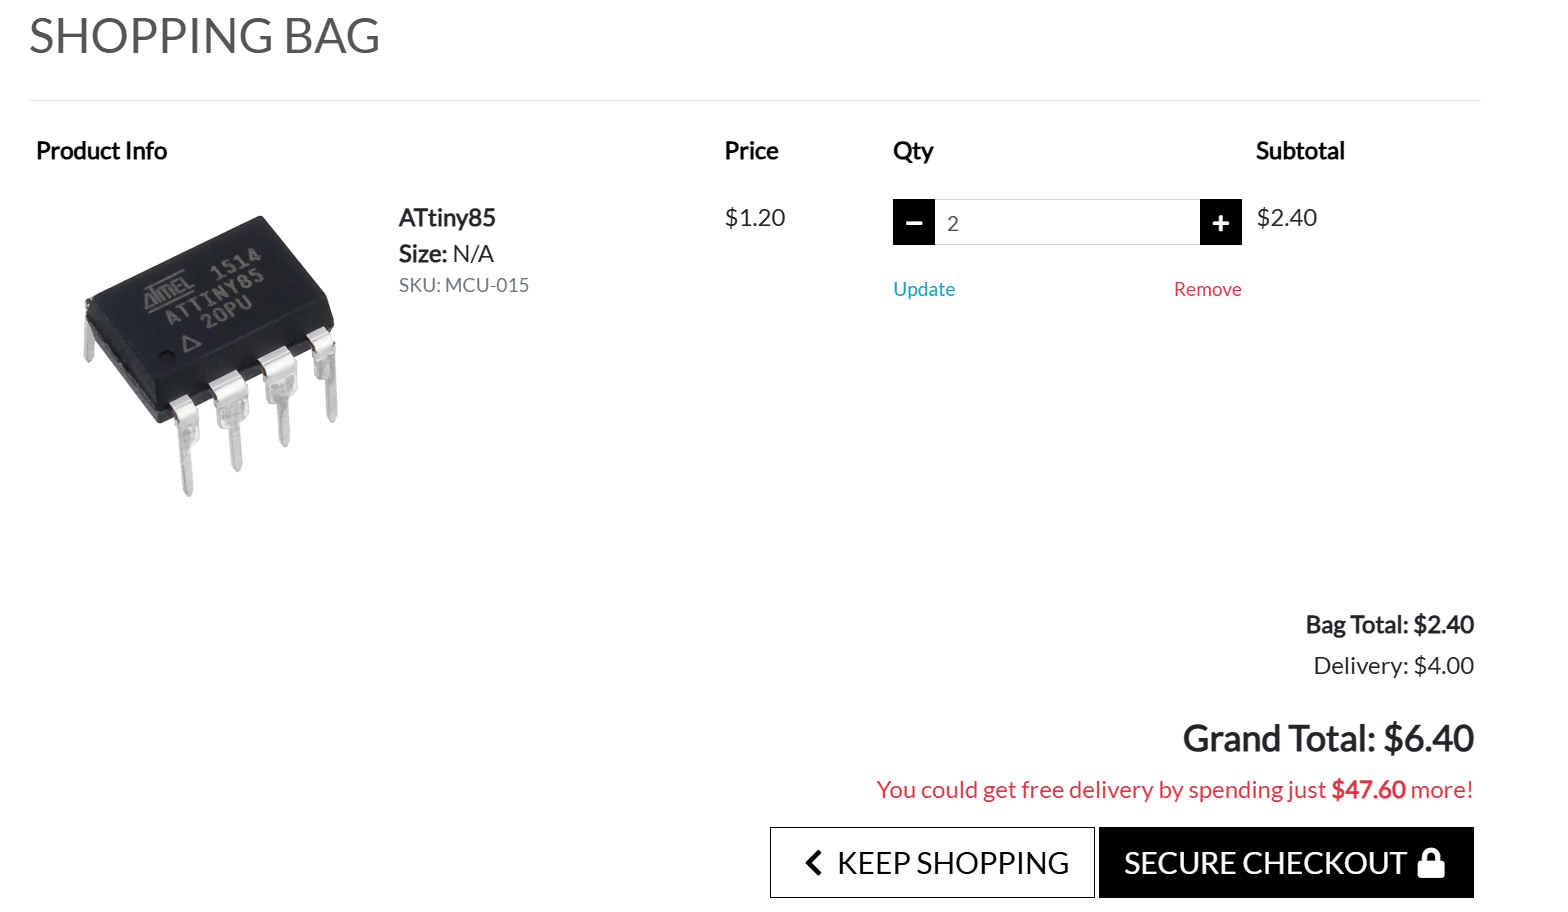 SHOPPING BAG
Product Info Price Qty Subtotal
ATMEL 1514
ATTINY85
20PU
ATtiny85 $1.20 2 $2.40
Size: N/A
SKU: MCU-015 Update Remove
Bag Total: $2.40
Delivery: $4.00
Grand Total: $6.40
You could get free delivery by spending just $47.60 more!
KEEP SHOPPING SECURE CHECKOUT